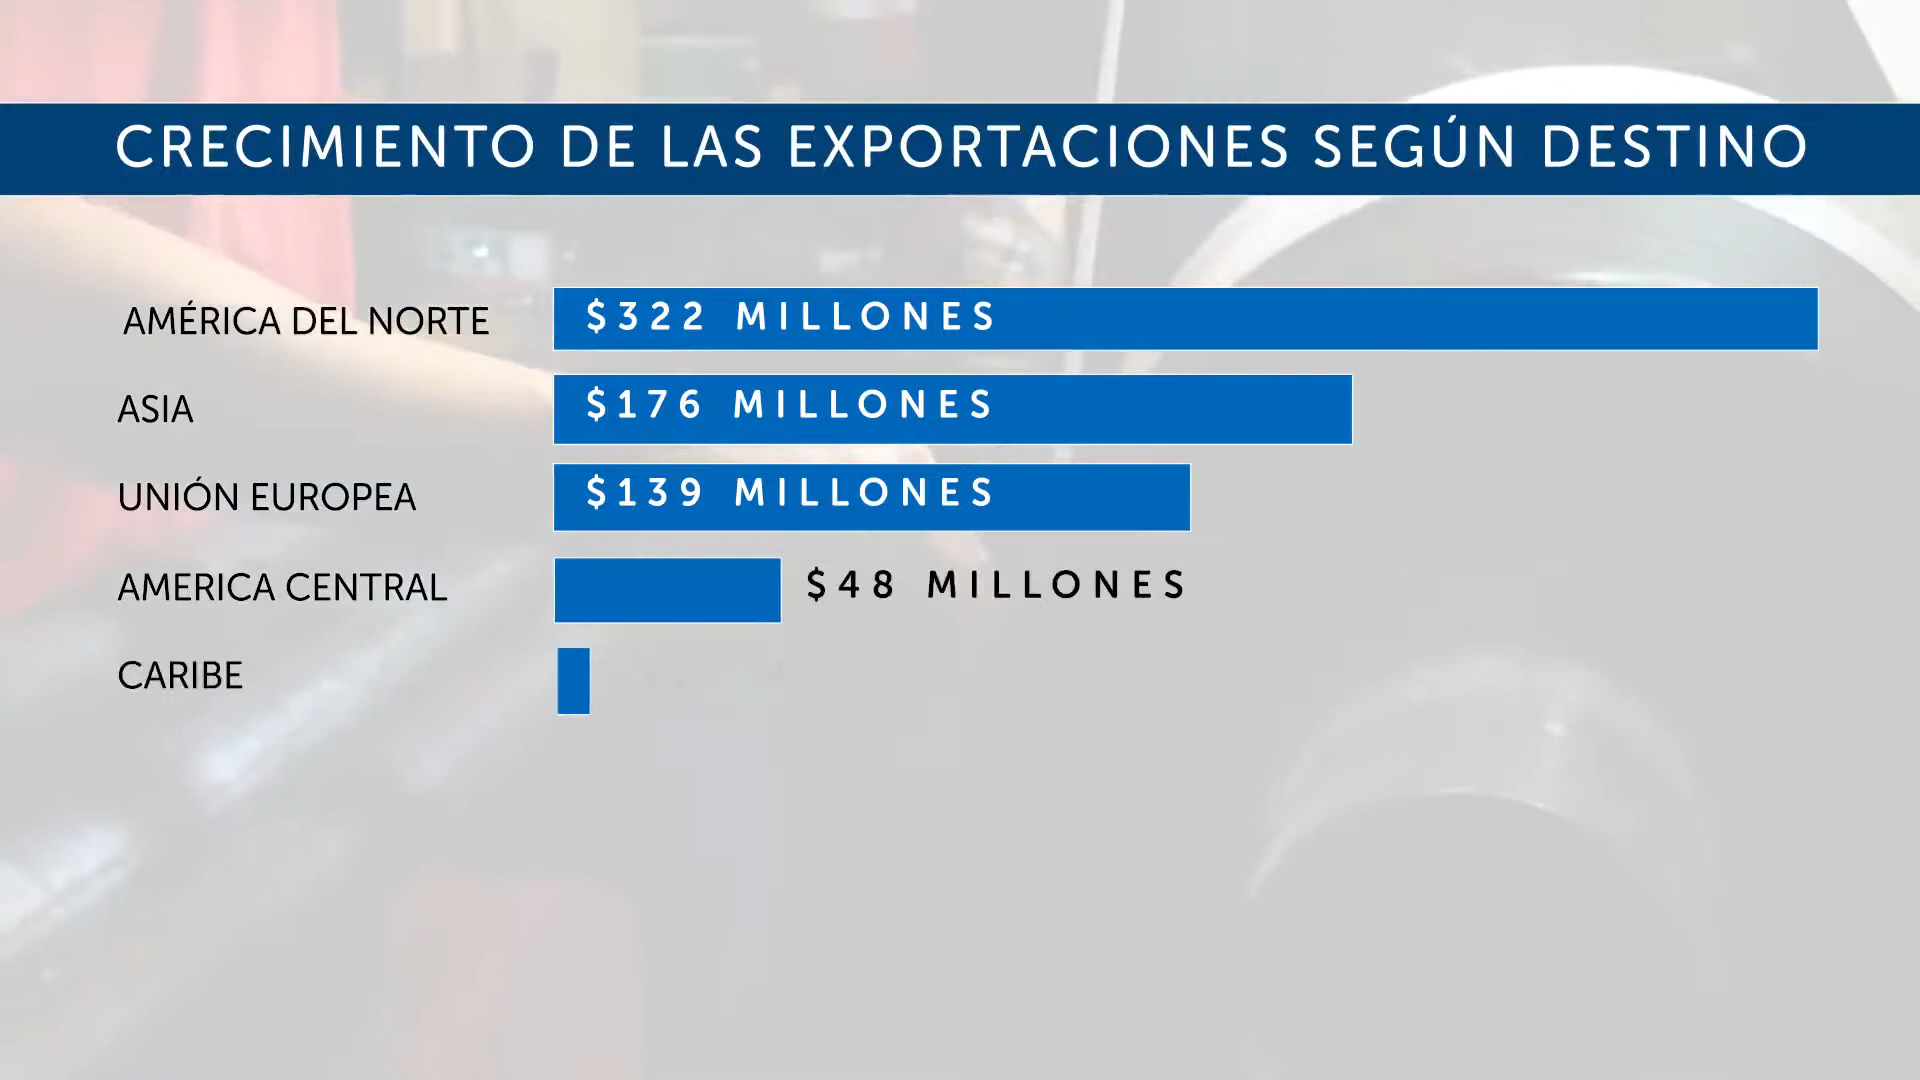 CRECIMIENTO DE LAS EXPORTACIONES SEGÚN DESTINO
AMÉRICA DEL NORTE $322 MILLONES
ASIA $176 MILLONES
UNIÓN EUROPEA $139 MILLONES
AMERICA CENTRAL $48 MILLONES
CARIBE